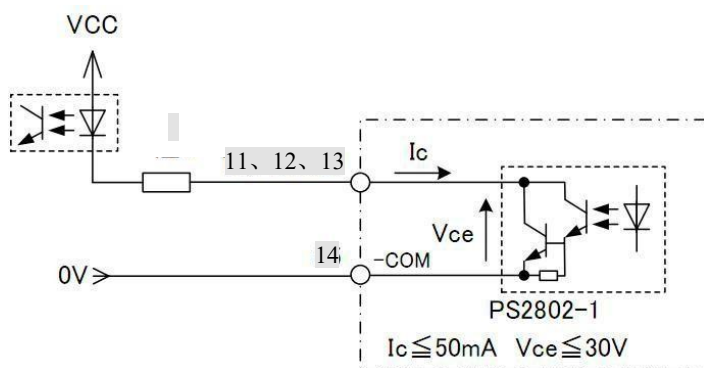 VCC
11、12、13
Ic
Vce
14
-COM
0V
PS2802-1
Ic≦50mA Vce≦30V